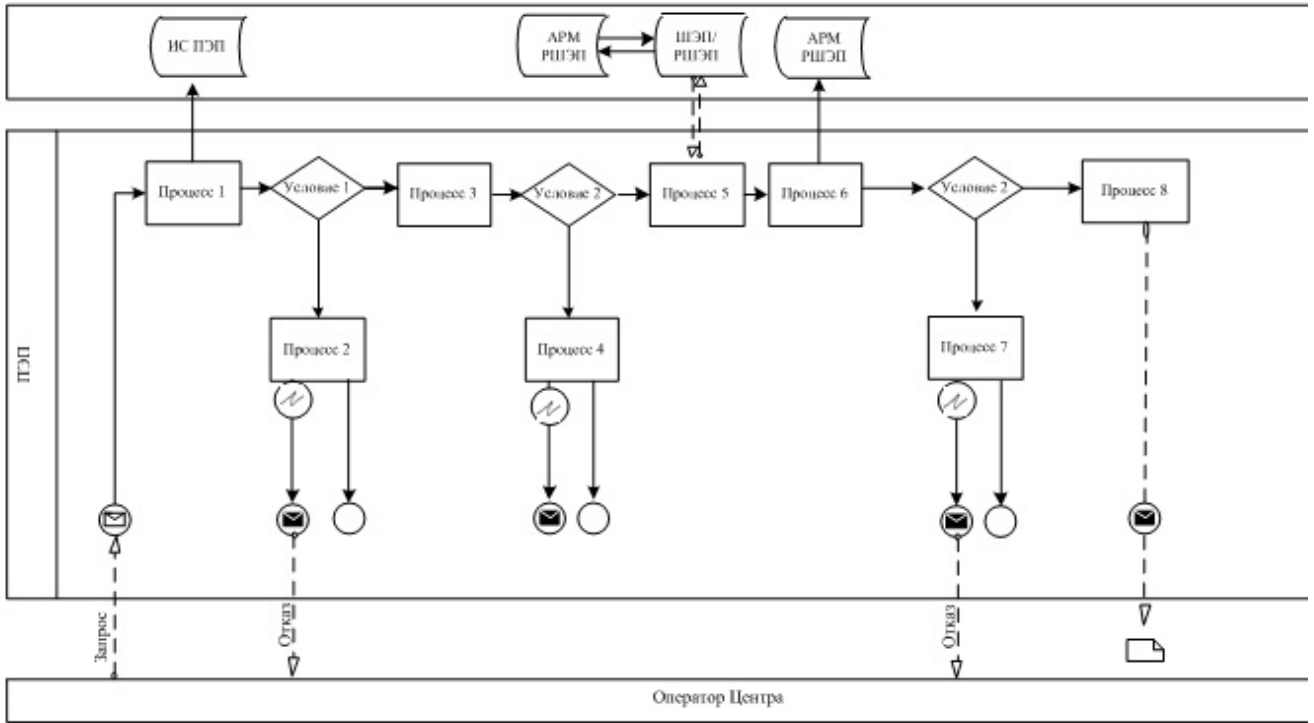 ИС ПЭП
АРМ
РШЭП
ШЭП/
РШЭП
АРМ
РШЭП
ПЭП
Процесс 1
Условие 1
Процесс 3
Условие 2
Процесс 5
Процесс 6
Условие 2
Процесс 8
Процесс 2
Процесс 4
Процесс 7
Запрос
Отказ
Отказ
Оператор Центра